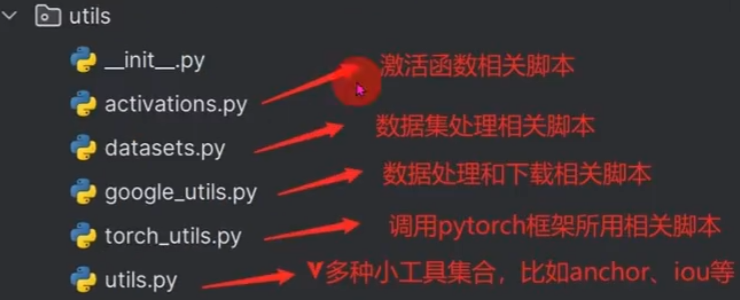 utils
__init__.py
激活函数相关脚本
activations.py
数据集处理相关脚本
datasets.py
数据处理和下载相关脚本
google_utils.py
调用pytorch框架所用相关脚本
torch_utils.py
多种小工具集合，比如anchor、iou等
utils.py